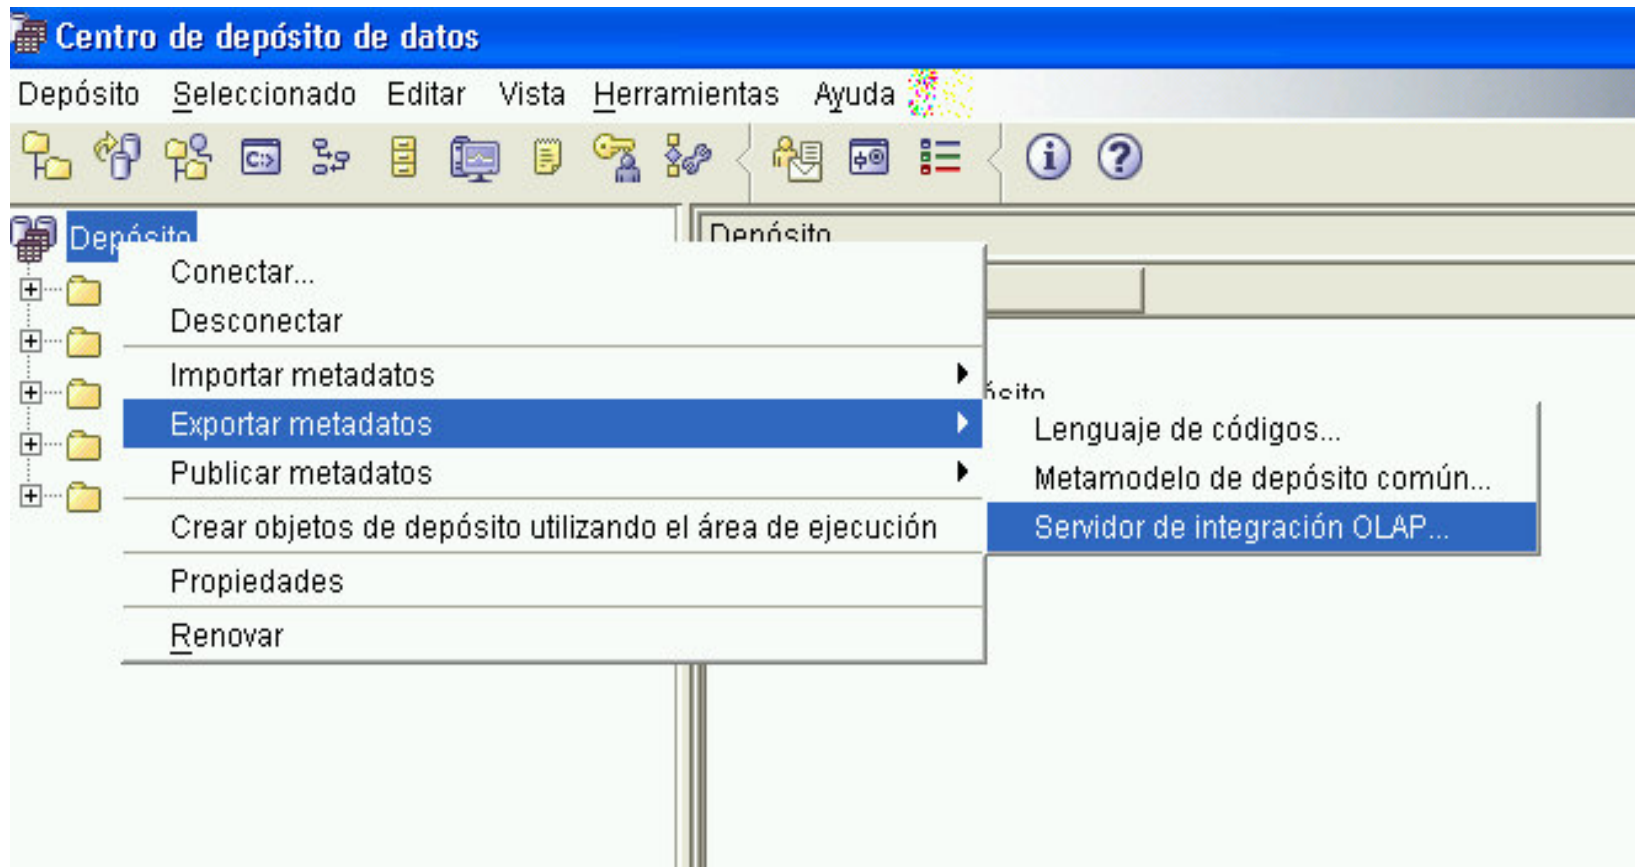 Centro de depósito de datos
Depósito Seleccionado Editar Vista Herramientas Ayuda
Depósito
Depósito
Conectar...
Desconectar
Importar metadatos
Exportar metadatos
Publicar metadatos
Crear objetos de depósito utilizando el área de ejecución
Propiedades
Renovar
Lenguaje de códigos...
Metamodelo de depósito común...
Servidor de integración OLAP...